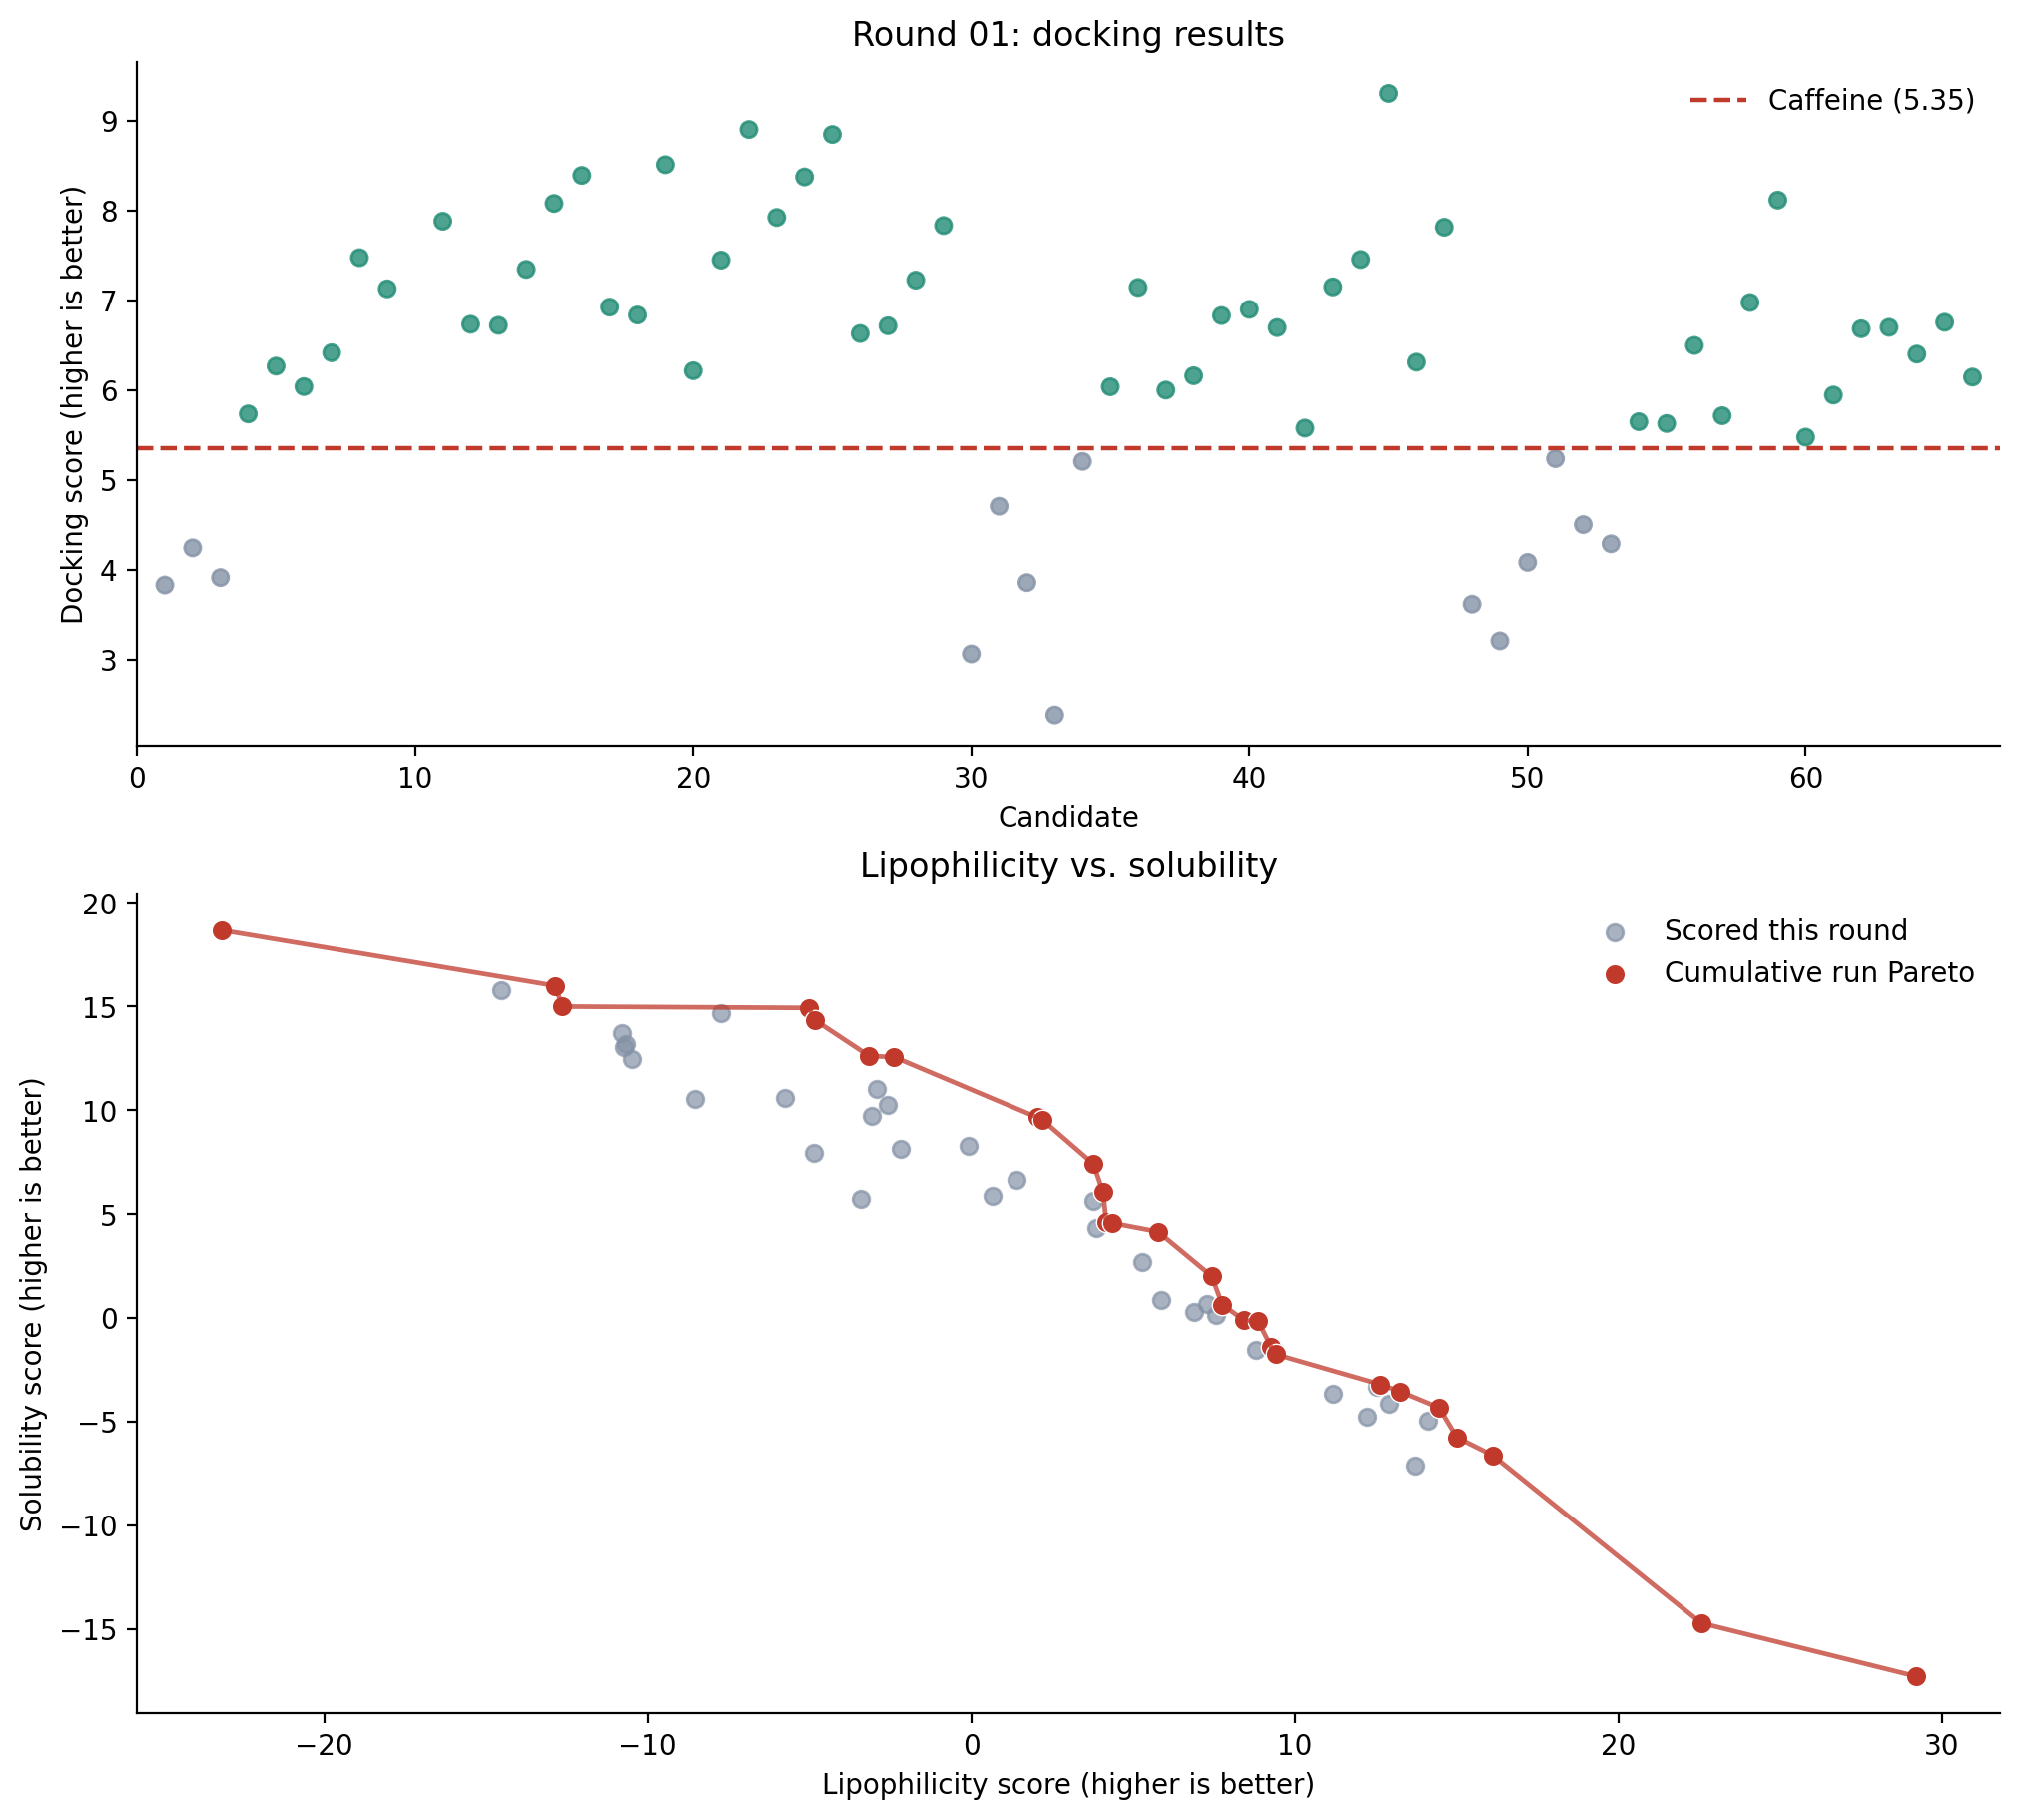 Round 01: docking results
Docking score (higher is better)
9
8
7
6
5
4
3
Caffeine (5.35)
0 10 20 30 40 50 60
Candidate
Lipophilicity vs. solubility
Solubility score (higher is better)
20
15
10
5
0
−5
−10
−15
Scored this round
Cumulative run Pareto
−20 −10 0 10 20 30
Lipophilicity score (higher is better)